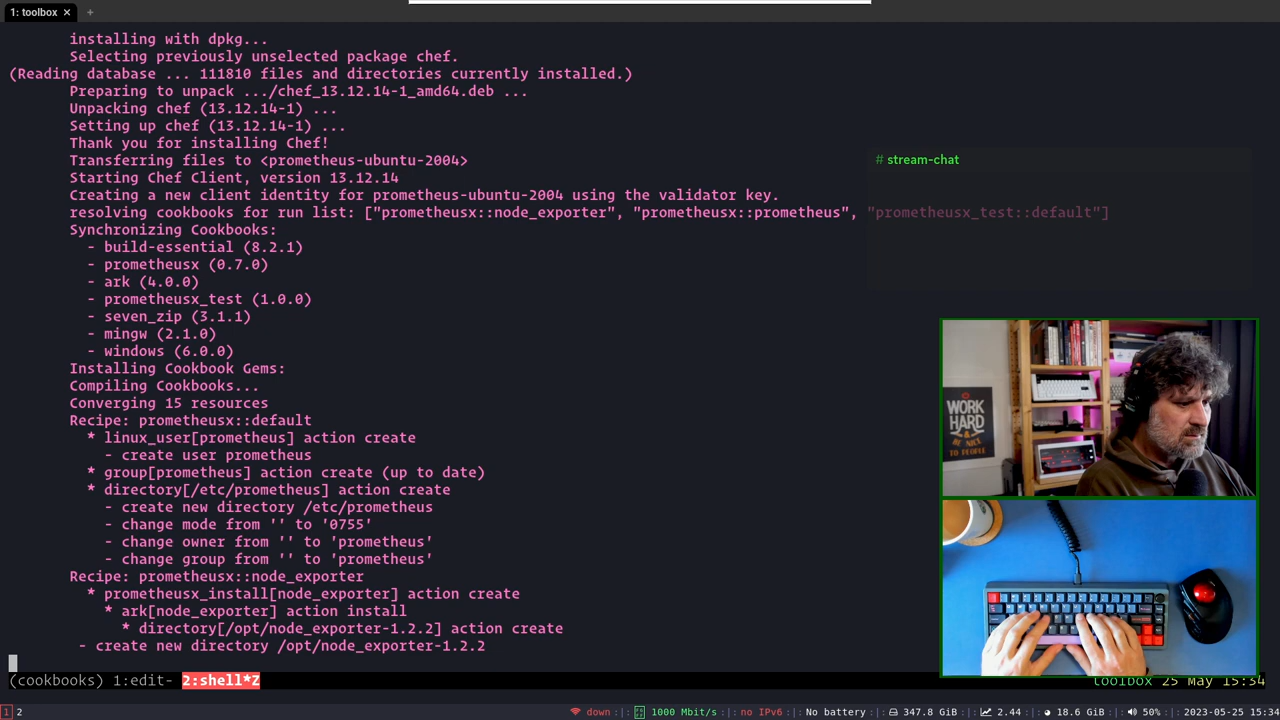 1: toolbox × +
installing with dpkg...
Selecting previously unselected package chef.
(Reading database ... 111810 files and directories currently installed.)
Preparing to unpack .../chef_13.12.14-1_amd64.deb ...
Unpacking chef (13.12.14-1) ...
Setting up chef (13.12.14-1) ...
Thank you for installing Chef!
Transferring files to <prometheus-ubuntu-2004>
Starting Chef Client, version 13.12.14
Creating a new client identity for prometheus-ubuntu-2004 using the validator key.
resolving cookbooks for run list: ["prometheusx::node_exporter", "prometheusx::prometheus", "prometheusx_test::default"]
Synchronizing Cookbooks:
- build-essential (8.2.1)
- prometheusx (0.7.0)
- ark (4.0.0)
- prometheusx_test (1.0.0)
- seven_zip (3.1.1)
- mingw (2.1.0)
- windows (6.0.0)
Installing Cookbook Gems:
Compiling Cookbooks...
Converging 15 resources
Recipe: prometheusx::default
* linux_user[prometheus] action create
- create user prometheus
* group[prometheus] action create (up to date)
* directory[/etc/prometheus] action create
- create new directory /etc/prometheus
- change mode from '' to '0755'
- change owner from '' to 'prometheus'
- change group from '' to 'prometheus'
Recipe: prometheusx::node_exporter
* prometheusx_install[node_exporter] action create
* ark[node_exporter] action install
* directory[/opt/node_exporter-1.2.2] action create
- create new directory /opt/node_exporter-1.2.2
# stream-chat
WORK
HARD
& BE NICE
TO PEOPLE
(cookbooks) 1:edit- 2:shell*Z
toolbox 25 May 15:34
1 2
down :|: 1000 Mbit/s :|: no IPv6 :|: No battery :|: 347.8 GiB :|: 2.44 :|: 18.6 GiB :|: 50% :|: 2023-05-25 15:34